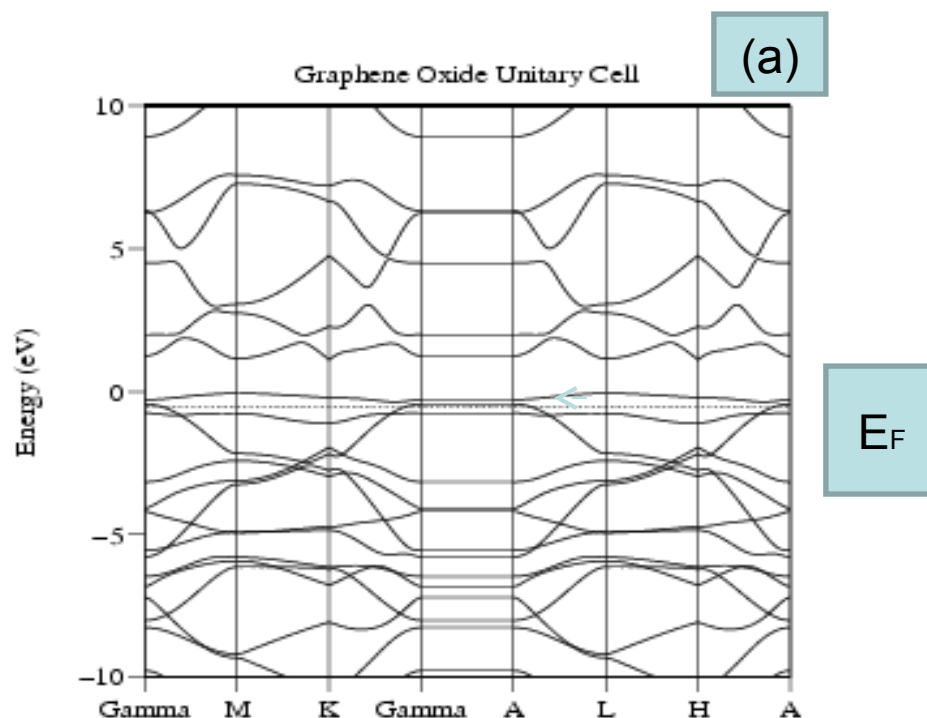 (a)
Graphene Oxide Unitary Cell
10
5
0
−5
−10
Energy (eV)
EF
Gamma M K Gamma A L H A